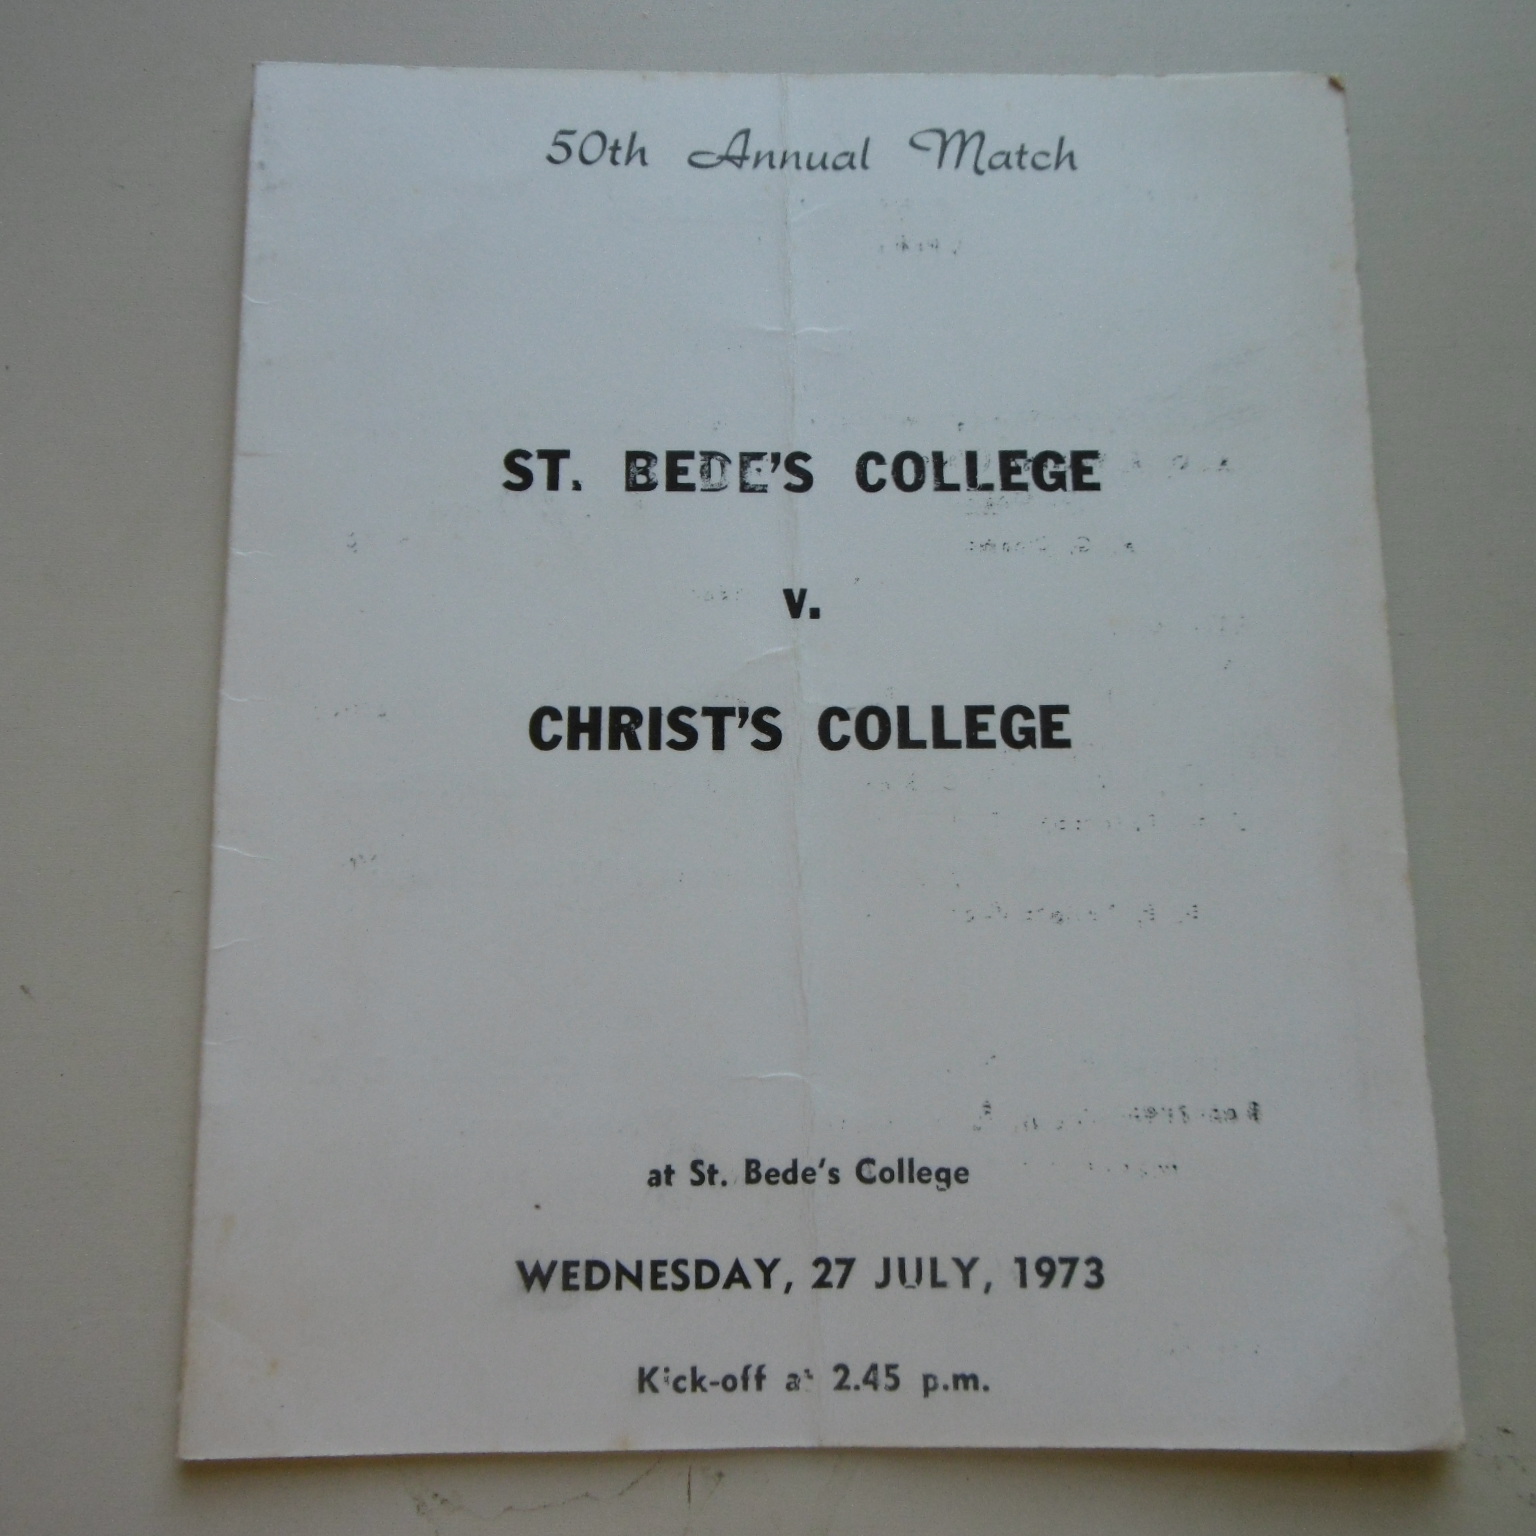 50th Annual Match
ST. BEDE'S COLLEGE
v.
CHRIST'S COLLEGE
at St. Bede's College
WEDNESDAY, 27 JULY, 1973
Kick-off at 2.45 p.m.